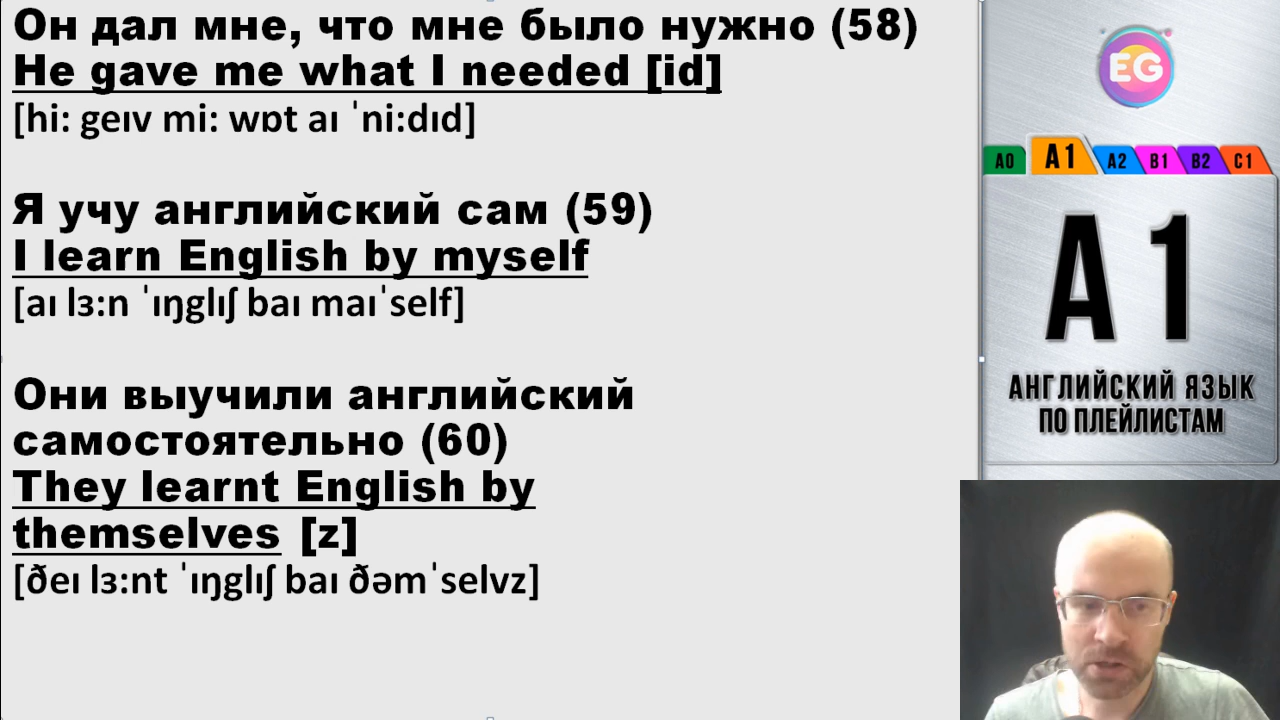 Он дал мне, что мне было нужно (58)
He gave me what I needed [id]
[hi: geɪv mi: wɒt aɪ ˈni:dɪd]
Я учу английский сам (59)
I learn English by myself
[aɪ lɜ:n ˈɪŋglɪʃ baɪ maɪˈself]
Они выучили английский
самостоятельно (60)
They learnt English by
themselves [z]
[ðeɪ lɜ:nt ˈɪŋglɪʃ baɪ ðəmˈselvz]
EG
A0 A1 A2 B1 B2 C1
A 1
АНГЛИЙСКИЙ ЯЗЫК
ПО ПЛЕЙЛИСТАМ